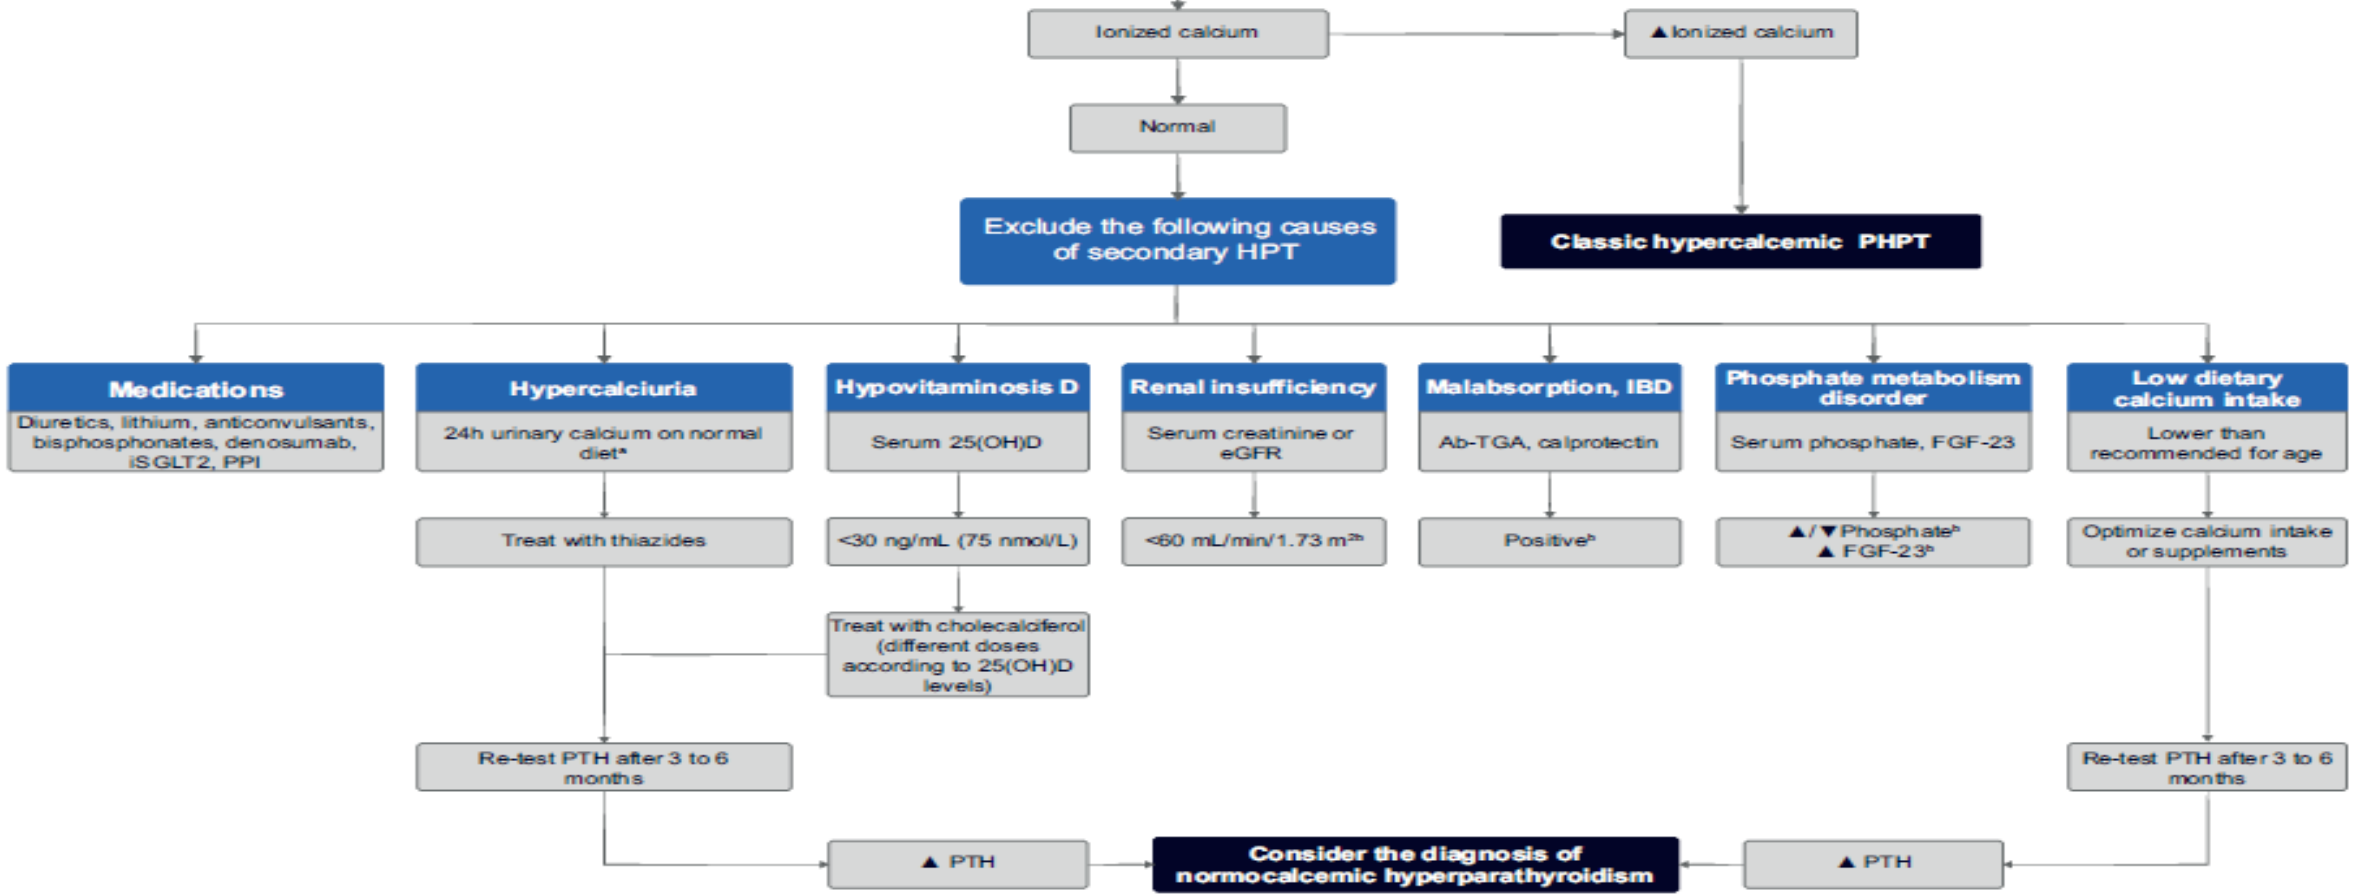 Ionized calcium
▲Ionized calcium
Normal
Exclude the following causes
of secondary HPT
Classic hypercalcemic PHPT
Medications
Diuretics, lithium, anticonvulsants,
bisphosphonates, denosumab,
iSGLT2, PPI
Hypercalciuria
24h urinary calcium on normal
dietᵃ
Treat with thiazides
Re-test PTH after 3 to 6
months
Hypovitaminosis D
Serum 25(OH)D
<30 ng/mL (75 nmol/L)
Treat with cholecalciferol
(different doses
according to 25(OH)D
levels)
Renal insufficiency
Serum creatinine or
eGFR
<60 mL/min/1.73 m²ᵇ
Malabsorption, IBD
Ab-TGA, calprotectin
Positiveᵇ
Phosphate metabolism
disorder
Serum phosphate, FGF-23
▲/▼Phosphateᵇ
▲ FGF-23ᵇ
Low dietary
calcium intake
Lower than
recommended for age
Optimize calcium intake
or supplements
Re-test PTH after 3 to 6
months
▲ PTH
Consider the diagnosis of
normocalcemic hyperparathyroidism
▲ PTH